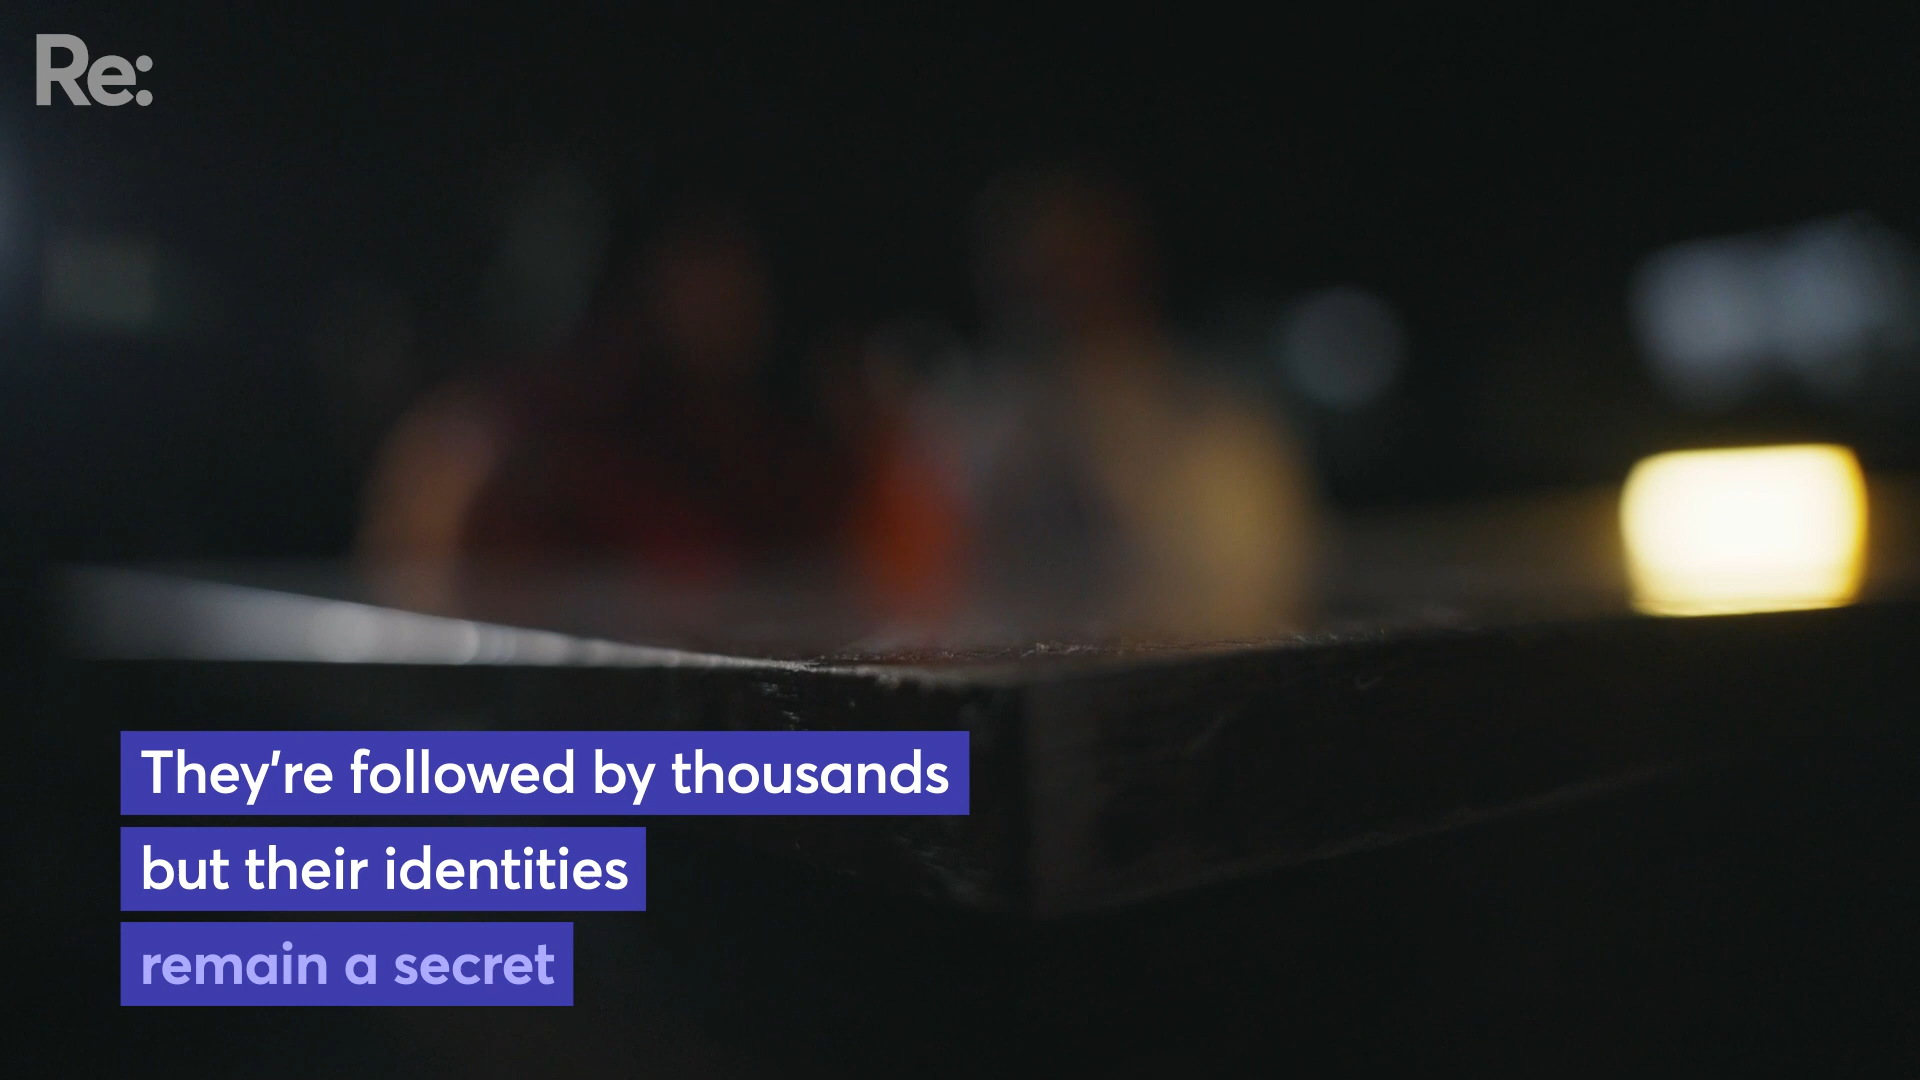 Re:
They're followed by thousands
but their identities
remain a secret